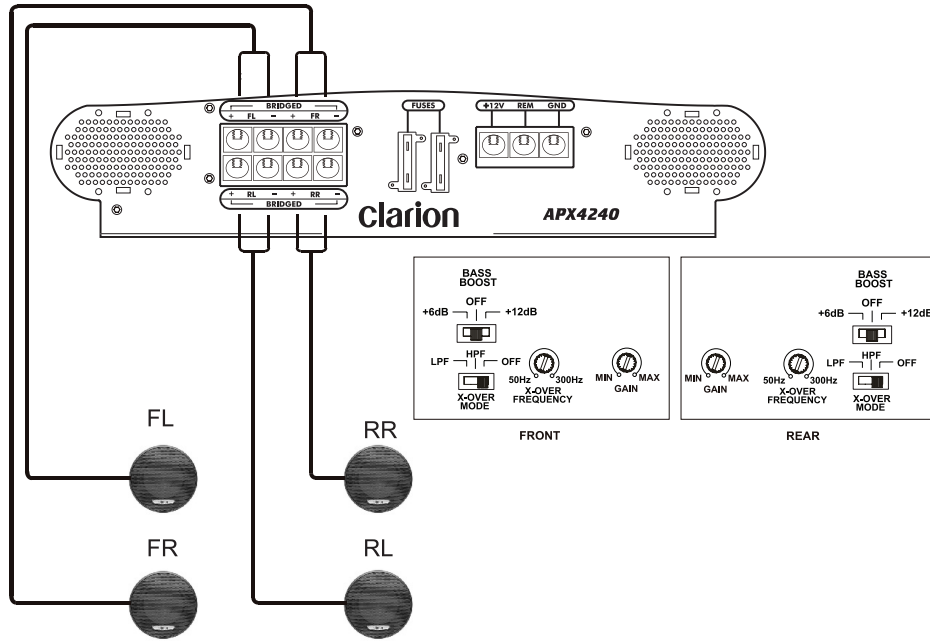 BRIDGED
+ FL - + FR -
FUSES
+12V REM GND
+ RL - + RR -
BRIDGED
clarion
APX4240
BASS
BOOST
OFF
+6dB +12dB
HPF
LPF OFF
X-OVER
MODE
50Hz 300Hz
X-OVER
FREQUENCY
MIN MAX
GAIN
FRONT
BASS
BOOST
OFF
+6dB +12dB
HPF
LPF OFF
X-OVER
MODE
50Hz 300Hz
X-OVER
FREQUENCY
MIN MAX
GAIN
REAR
FL
RR
FR
RL